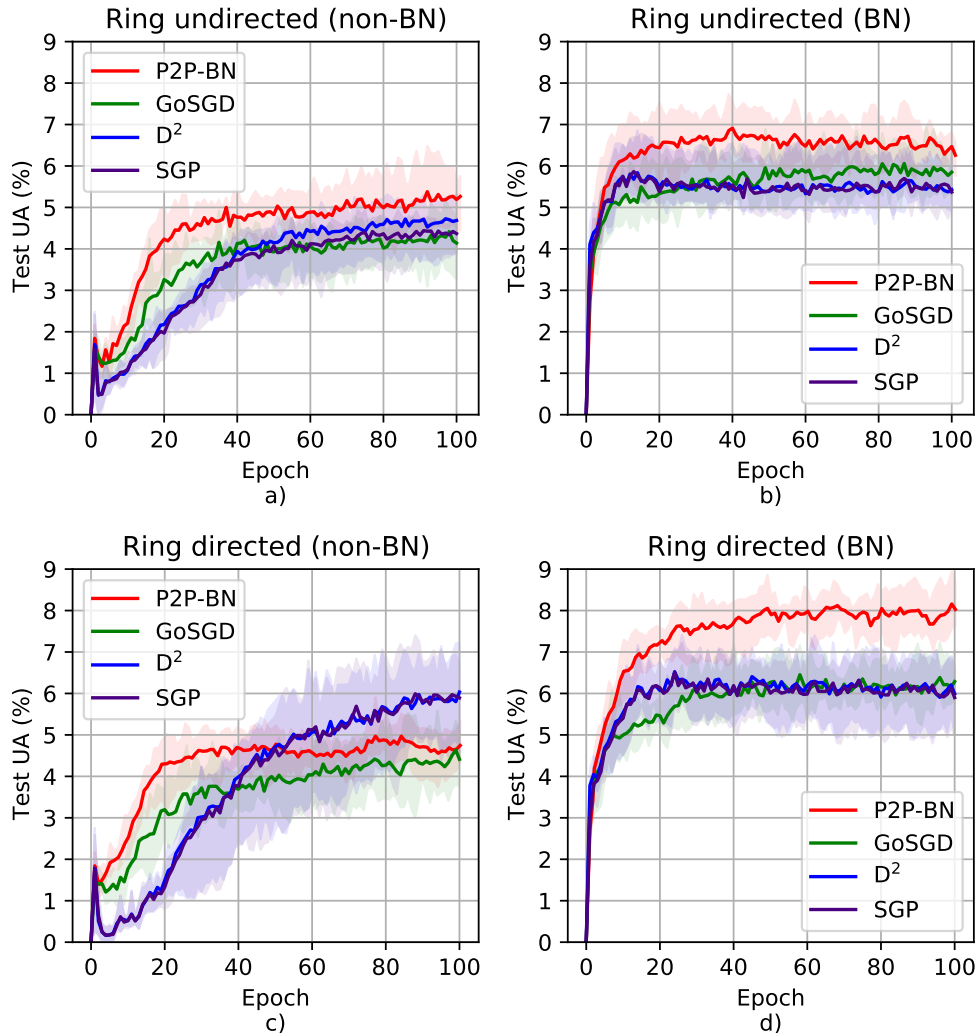 Ring undirected (non-BN)
9
8
7
6
5
4
3
2
1
0
Test UA (%)
P2P-BN
GoSGD
D²
SGP
0 20 40 60 80 100
Epoch
a)
Ring undirected (BN)
9
8
7
6
5
4
3
2
1
0
Test UA (%)
P2P-BN
GoSGD
D²
SGP
0 20 40 60 80 100
Epoch
b)
Ring directed (non-BN)
9
8
7
6
5
4
3
2
1
0
Test UA (%)
P2P-BN
GoSGD
D²
SGP
0 20 40 60 80 100
Epoch
c)
Ring directed (BN)
9
8
7
6
5
4
3
2
1
0
Test UA (%)
P2P-BN
GoSGD
D²
SGP
0 20 40 60 80 100
Epoch
d)